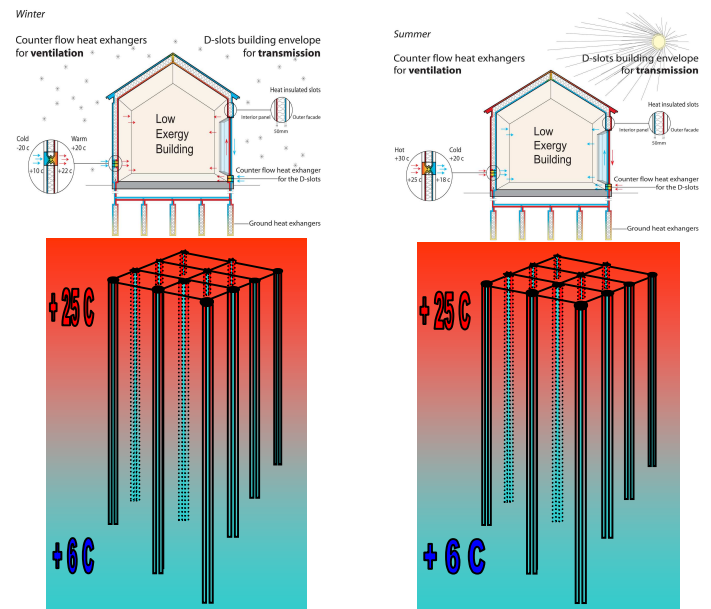 Winter
Counter flow heat exhangers
for ventilation
D-slots building envelope
for transmission
Heat insulated slots
Interior panel
Outer facade
50mm
Low
Exergy
Building
Cold
-20 c
Warm
+20 c
+10 c
+22 c
Counter flow heat exhanger
for the D-slots
Ground heat exhangers
+ 25 C
+ 6 C
Summer
Counter flow heat exhangers
for ventilation
D-slots building envelope
for transmission
Heat insulated slots
Interior panel
Outer facade
50mm
Low
Exergy
Building
Hot
+30 c
Cold
+20 c
+25 c
+18 c
Counter flow heat exhanger
for the D-slots
Ground heat exhangers
+ 25 C
+ 6 C